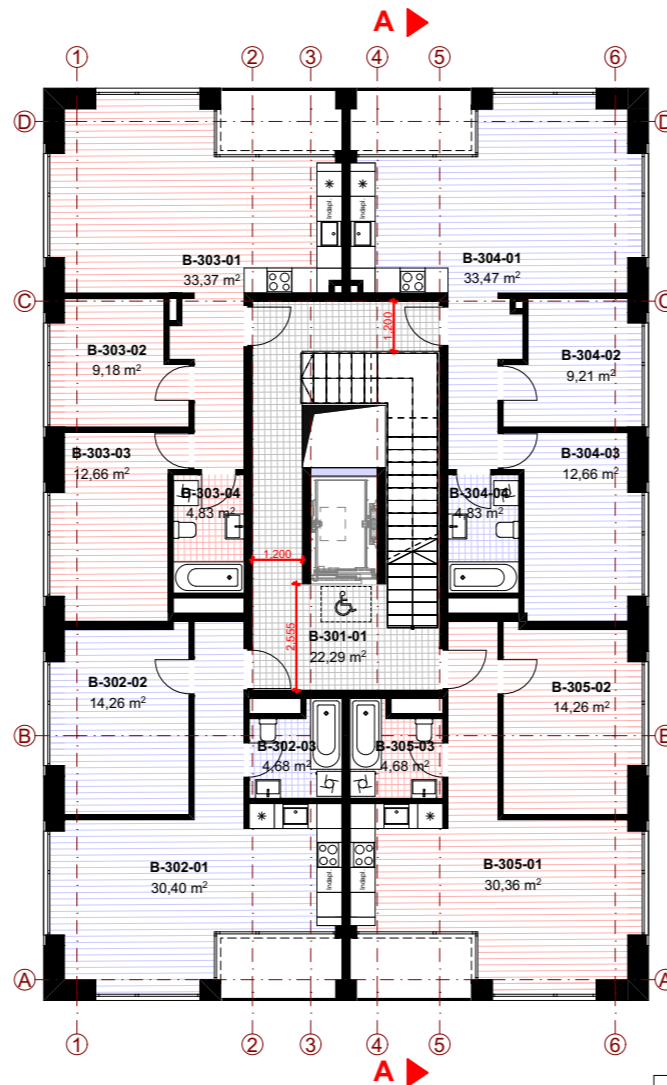 A
1 2 3 4 5 6
D D
Indpl. Indpl.
B-303-01 B-304-01
33,37 m² 33,47 m²
C C
1,200
B-303-02 B-304-02
9,18 m² 9,21 m²
B-303-03 B-304-03
12,66 m² 12,66 m²
B-303-04 B-304-04
4,83 m² 4,83 m²
1,200
2,555
B-301-01
22,29 m²
B-302-02 B-305-02
14,26 m² 14,26 m²
B B
B-302-03 B-305-03
4,68 m² 4,68 m²
B-302-01 B-305-01
30,40 m² 30,36 m²
Indpl. Indpl.
A A
1 2 3 4 5 6
A